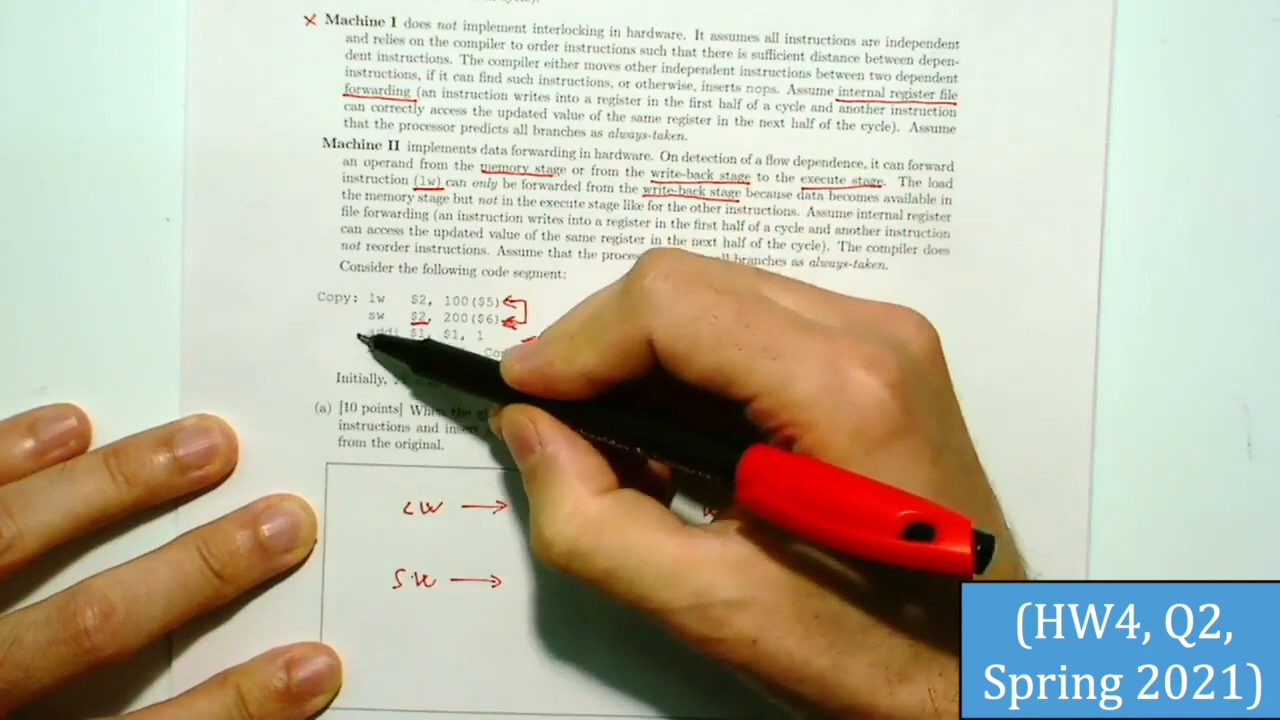 Machine I does not implement interlocking in hardware. It assumes all instructions are independent
and relies on the compiler to order instructions such that there is sufficient distance between depen-
dent instructions. The compiler either moves other independent instructions between two dependent
instructions, if it can find such instructions, or otherwise, inserts nops. Assume internal register file
forwarding (an instruction writes into a register in the first half of a cycle and another instruction
can correctly access the updated value of the same register in the next half of the cycle). Assume
that the processor predicts all branches as always-taken.
Machine II implements data forwarding in hardware. On detection of a flow dependence, it can forward
an operand from the memory stage or from the write-back stage to the execute stage. The load
instruction (lw) can only be forwarded from the write-back stage because data becomes available in
the memory stage but not in the execute stage like for the other instructions. Assume internal register
file forwarding (an instruction writes into a register in the first half of a cycle and another instruction
can access the updated value of the same register in the next half of the cycle). The compiler does
not reorder instructions. Assume that the branches as always-taken.
Consider the following code segment:
Copy: lw $2, 100($5)
sw $2, 200($6)
addi $1, $1, 1
Initially,
(a) [10 points] When the
instructions and
from the original.
LW →
SW →
(HW4, Q2,
Spring 2021)